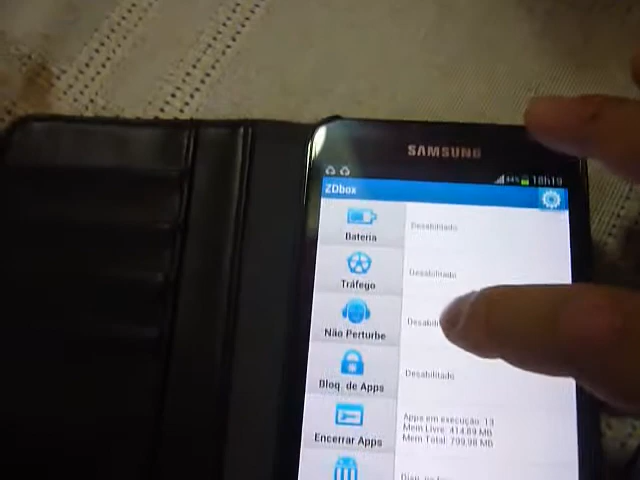 SAMSUNG
18h19
ZDbox
Bateria
Desabilitado
Tráfego
Desabilitado
Não Perturbe
Bloq. de Apps
Desabilitado
Encerrar Apps
Apps em execução: 13
Mem Livre: 414.69 MB
Mem Total: 799.98 MB